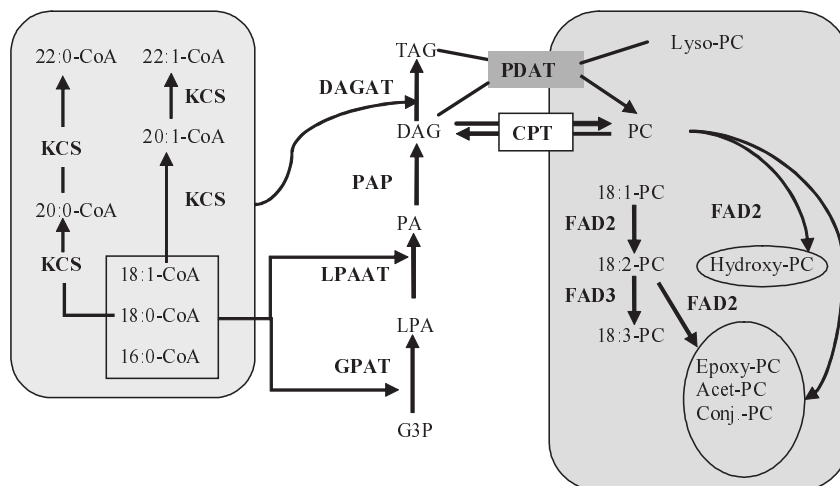 22:0-CoA
22:1-CoA
KCS
KCS
20:1-CoA
20:0-CoA
KCS
KCS
18:1-CoA
18:0-CoA
16:0-CoA
TAG
DAGAT
DAG
PAP
PA
LPAAT
LPA
GPAT
G3P
PDAT
CPT
Lyso-PC
PC
18:1-PC
FAD2
FAD2
18:2-PC
Hydroxy-PC
FAD3
FAD2
18:3-PC
Epoxy-PC
Acet-PC
Conj.-PC